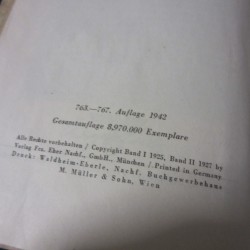 763.—767. Auflage 1942
Gesamtauflage 8,970.000 Exemplare
Alle Rechte vorbehalten / Copyright Band I 1925, Band II 1927 by
Verlag Frz. Eher Nachf., GmbH., München / Printed in Germany
Druck: Waldheim-Eberle, Nachf. Buchgewerbehaus
M. Müller & Sohn, Wien